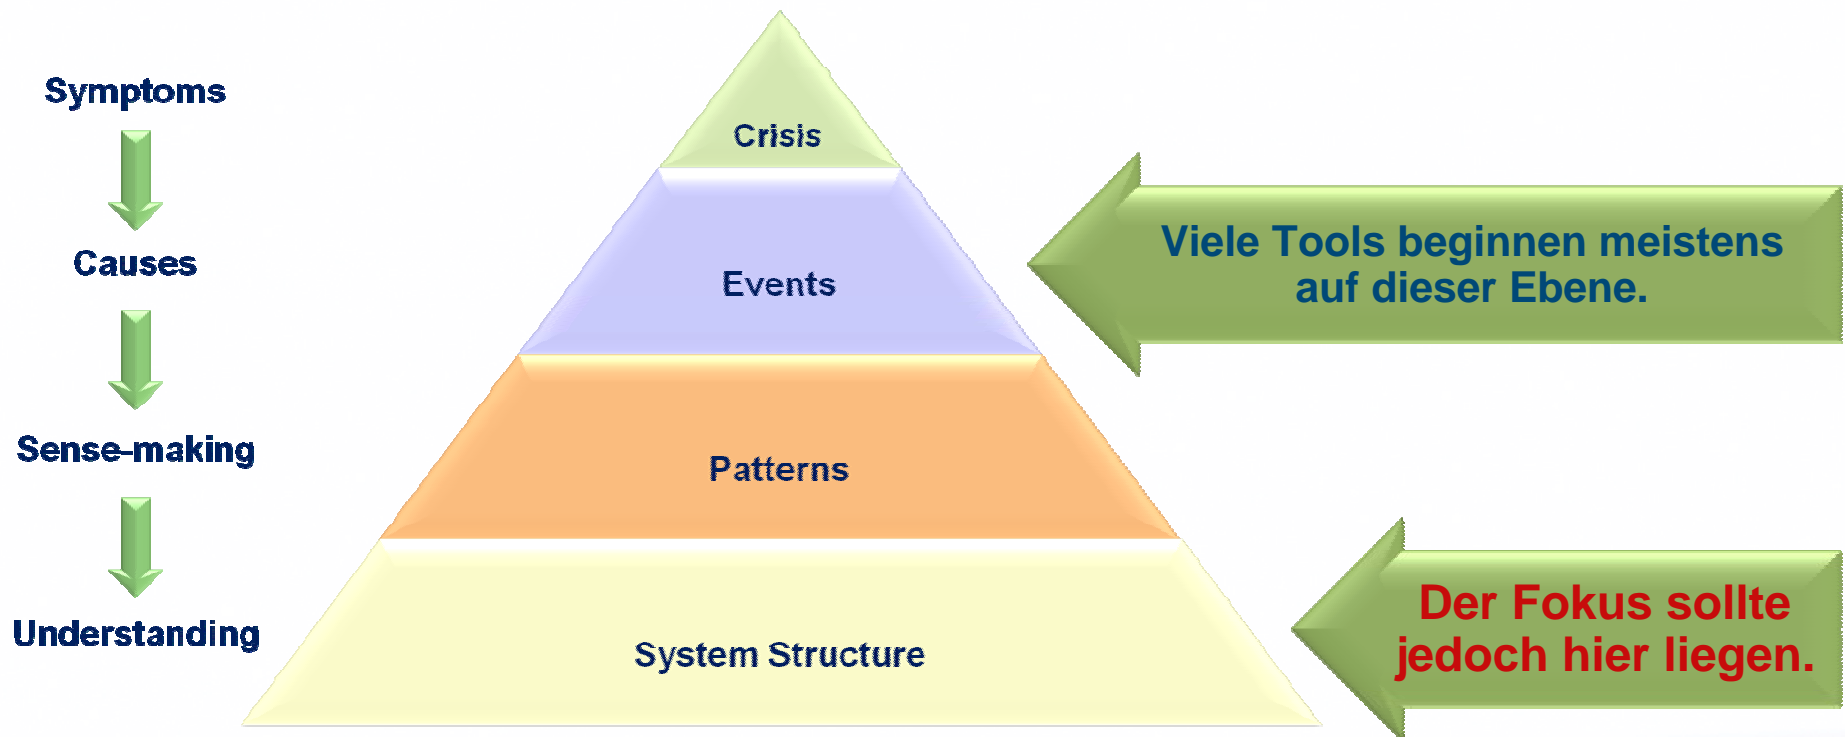 Symptoms
Causes
Sense-making
Understanding
Crisis
Events
Patterns
System Structure
Viele Tools beginnen meistens
auf dieser Ebene.
Der Fokus sollte
jedoch hier liegen.